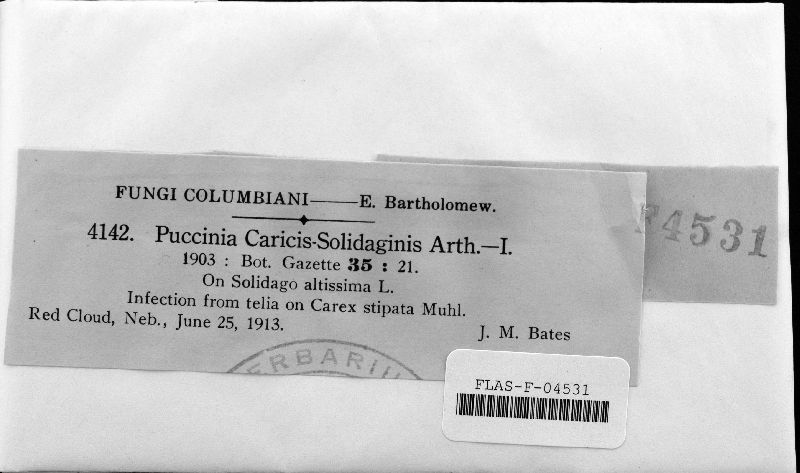 FUNGI COLUMBIANI—E. Bartholomew.
4142. Puccinia Caricis-Solidaginis Arth.—I.
1903 : Bot. Gazette 35 : 21.
On Solidago altissima L.
Infection from telia on Carex stipata Muhl.
Red Cloud, Neb., June 25, 1913. J. M. Bates
F4531
FLAS-F-04531